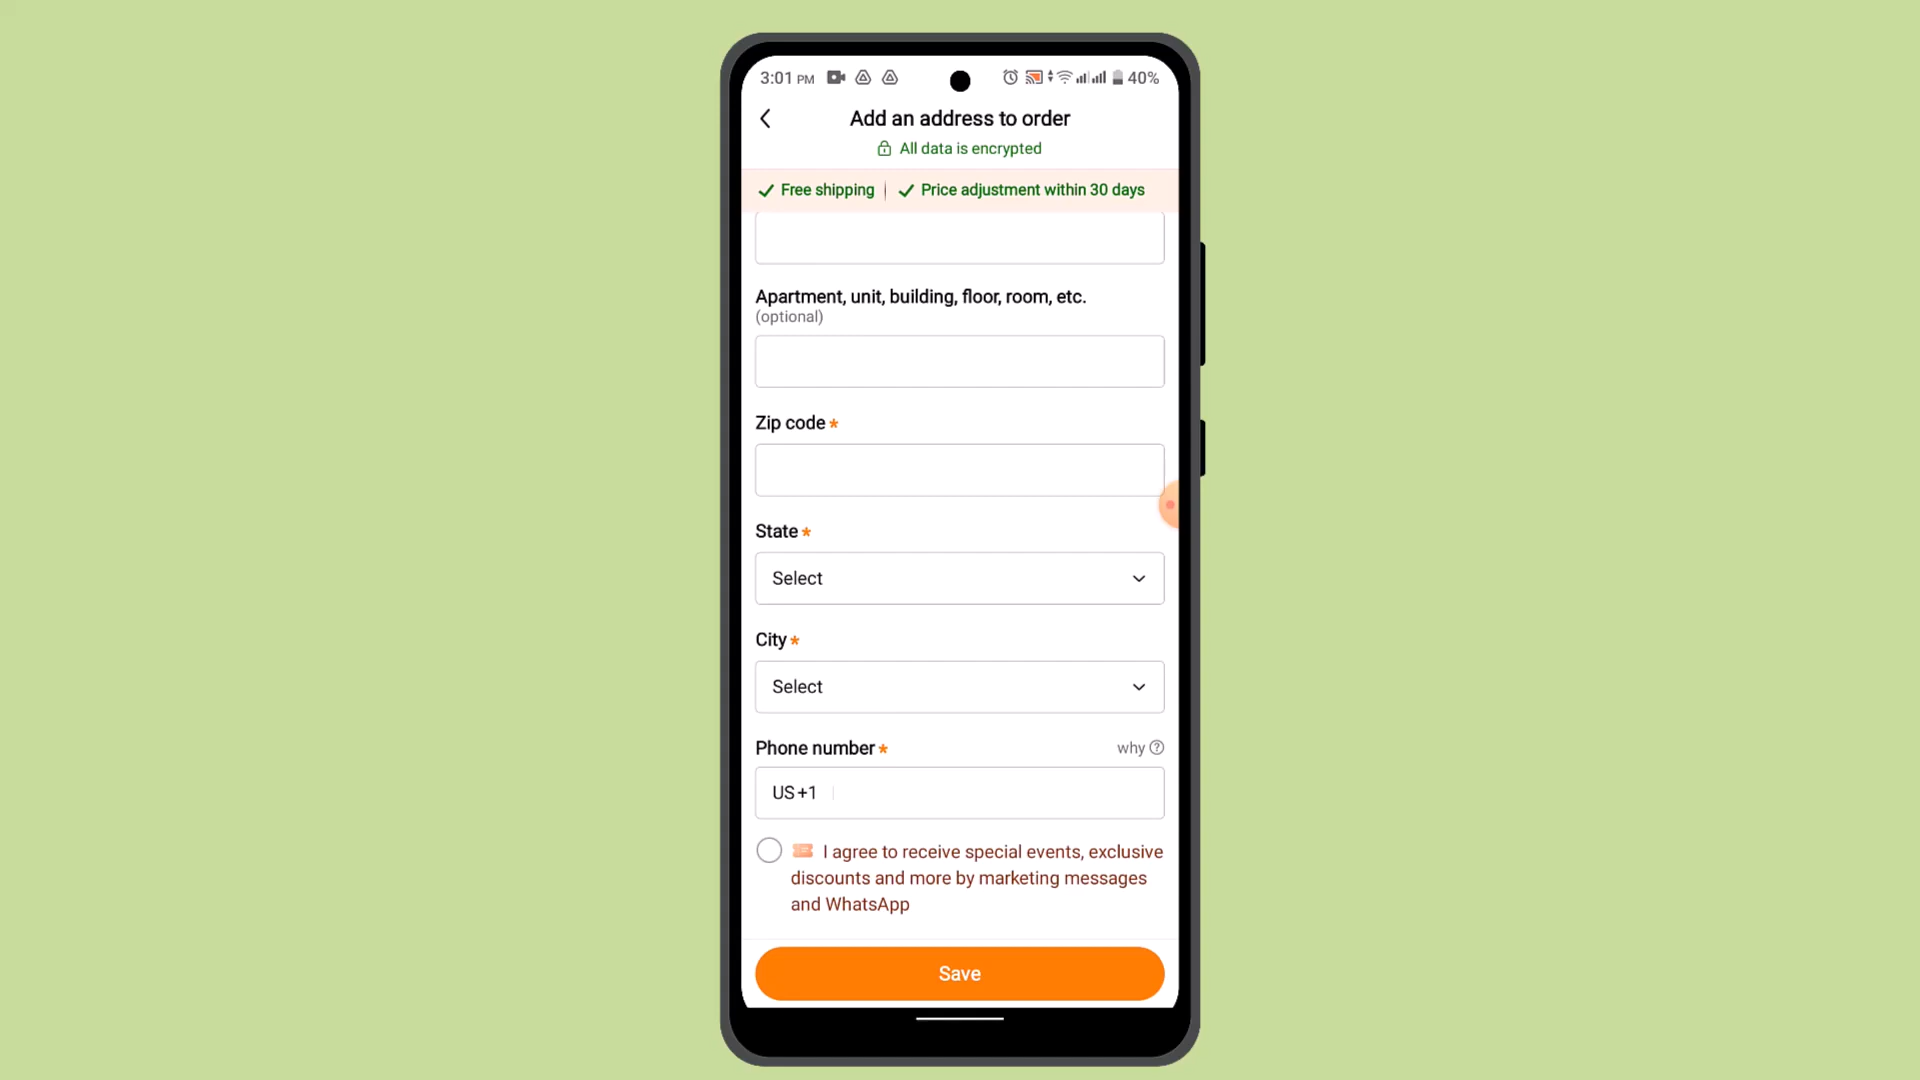 3:01 PM 40%
Add an address to order
All data is encrypted
Free shipping | Price adjustment within 30 days
Apartment, unit, building, floor, room, etc.
(optional)
Zip code *
State *
Select
City *
Select
Phone number * why ?
US +1
I agree to receive special events, exclusive
discounts and more by marketing messages
and WhatsApp
Save